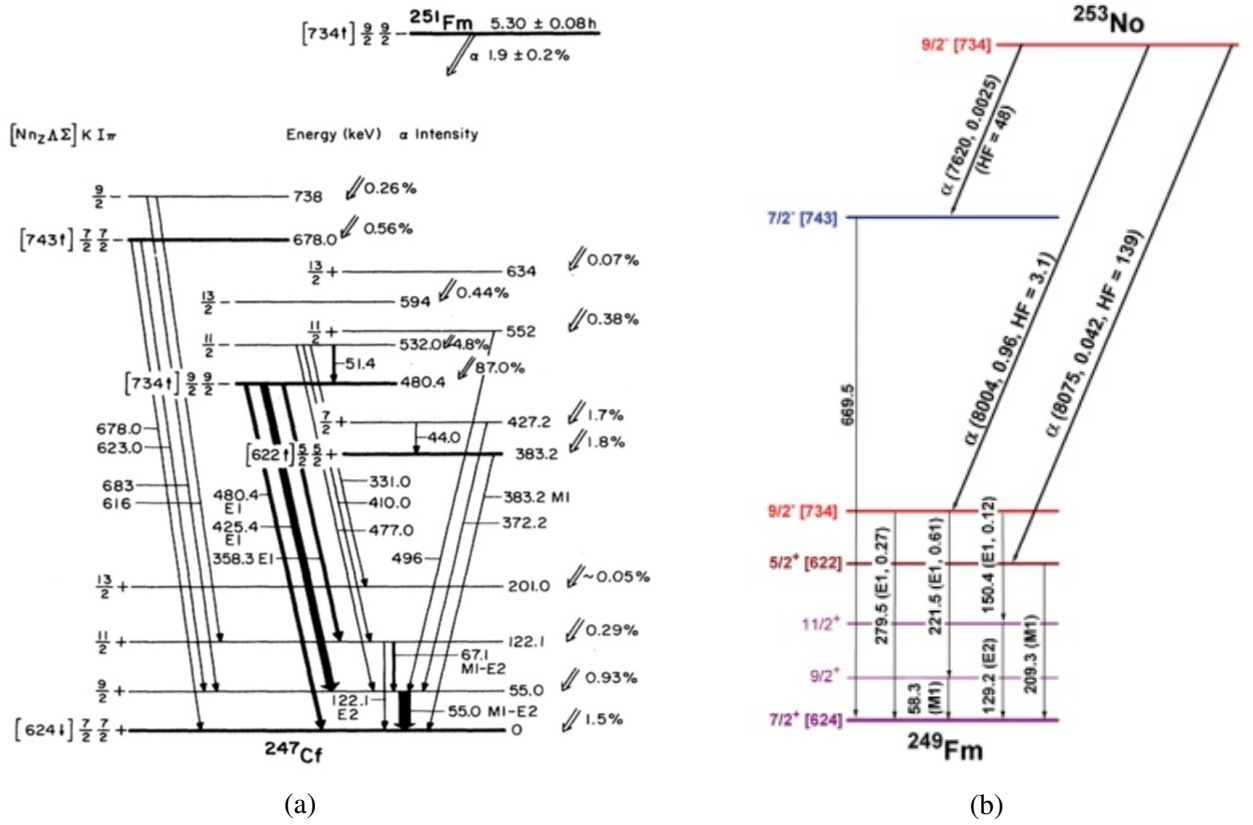 251Fm 5.30 ± 0.08h
[734↑] 9/2 9/2 −
α 1.9 ± 0.2%
[NnzΛΣ] K Iπ Energy (keV) α Intensity
9/2 − 738 0.26%
[743↑] 7/2 7/2 − 678.0 0.56%
13/2 + 634 0.07%
13/2 − 594 0.44%
11/2 + 552 0.38%
11/2 − 532.0 4.8%
51.4
[734↑] 9/2 9/2 − 480.4 87.0%
7/2 + 427.2 1.7%
44.0
[622↑] 5/2 5/2 + 383.2 1.8%
678.0
623.0
683
616
480.4
E1
425.4
E1
358.3 E1
331.0
410.0
477.0
496
383.2 M1
372.2
13/2 + 201.0 ~0.05%
11/2 + 122.1 0.29%
67.1
M1-E2
9/2 + 55.0 0.93%
122.1
E2
55.0 M1-E2
[624↓] 7/2 7/2 + 0 1.5%
247Cf
(a)
253No
9/2- [734]
α (7620, 0.0025)
(HF = 48)
α (8004, 0.96, HF = 3.1)
α (8075, 0.042, HF = 139)
7/2- [743]
669.5
9/2- [734]
5/2+ [622]
11/2+
9/2+
7/2+ [624]
279.5 (E1, 0.27)
221.5 (E1, 0.61)
58.3
(M1)
150.4 (E1, 0.12)
129.2 (E2)
209.3 (M1)
249Fm
(b)